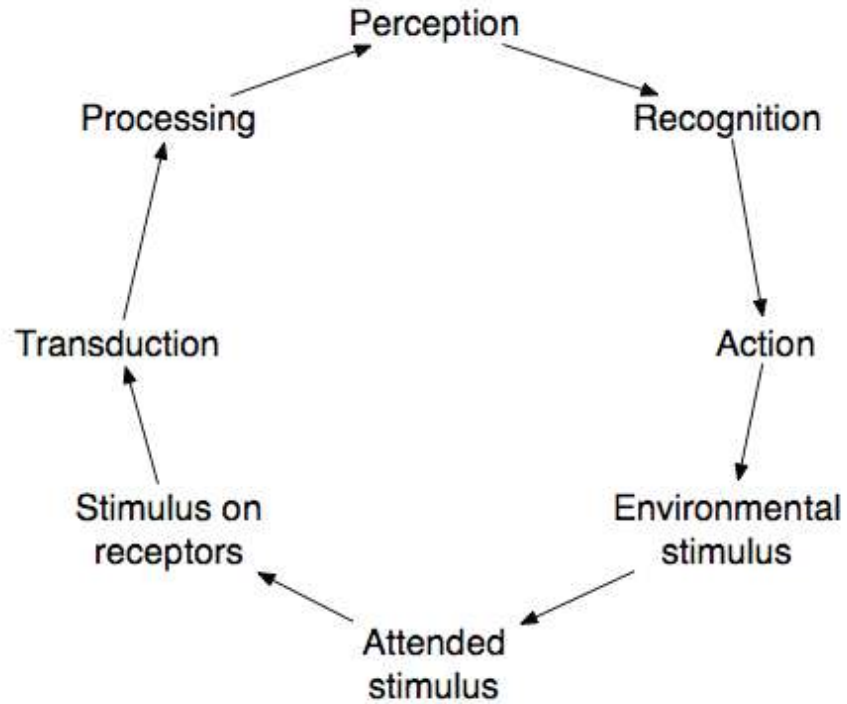 Perception
Processing
Recognition
Transduction
Action
Stimulus on
receptors
Environmental
stimulus
Attended
stimulus